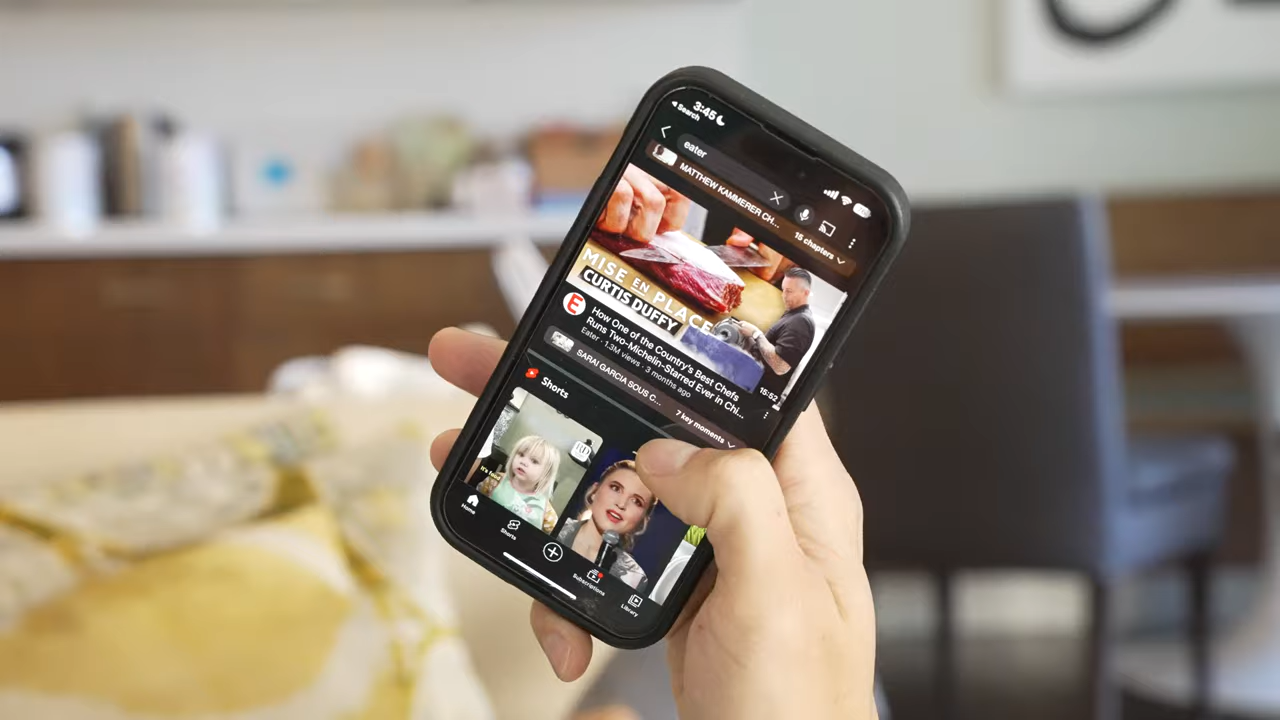 3:45
◀ Search
eater
MATTHEW KAMMERER CH...
15 chapters
MISE EN PLACE
CURTIS DUFFY
15:52
E
How One of the Country's Best Chefs
Runs Two-Michelin-Starred Ever in Chi...
Eater · 1.3M views · 3 months ago
SARAI GARCIA SOUS C...
7 key moments
Shorts
Home
Shorts
Subscriptions
Library